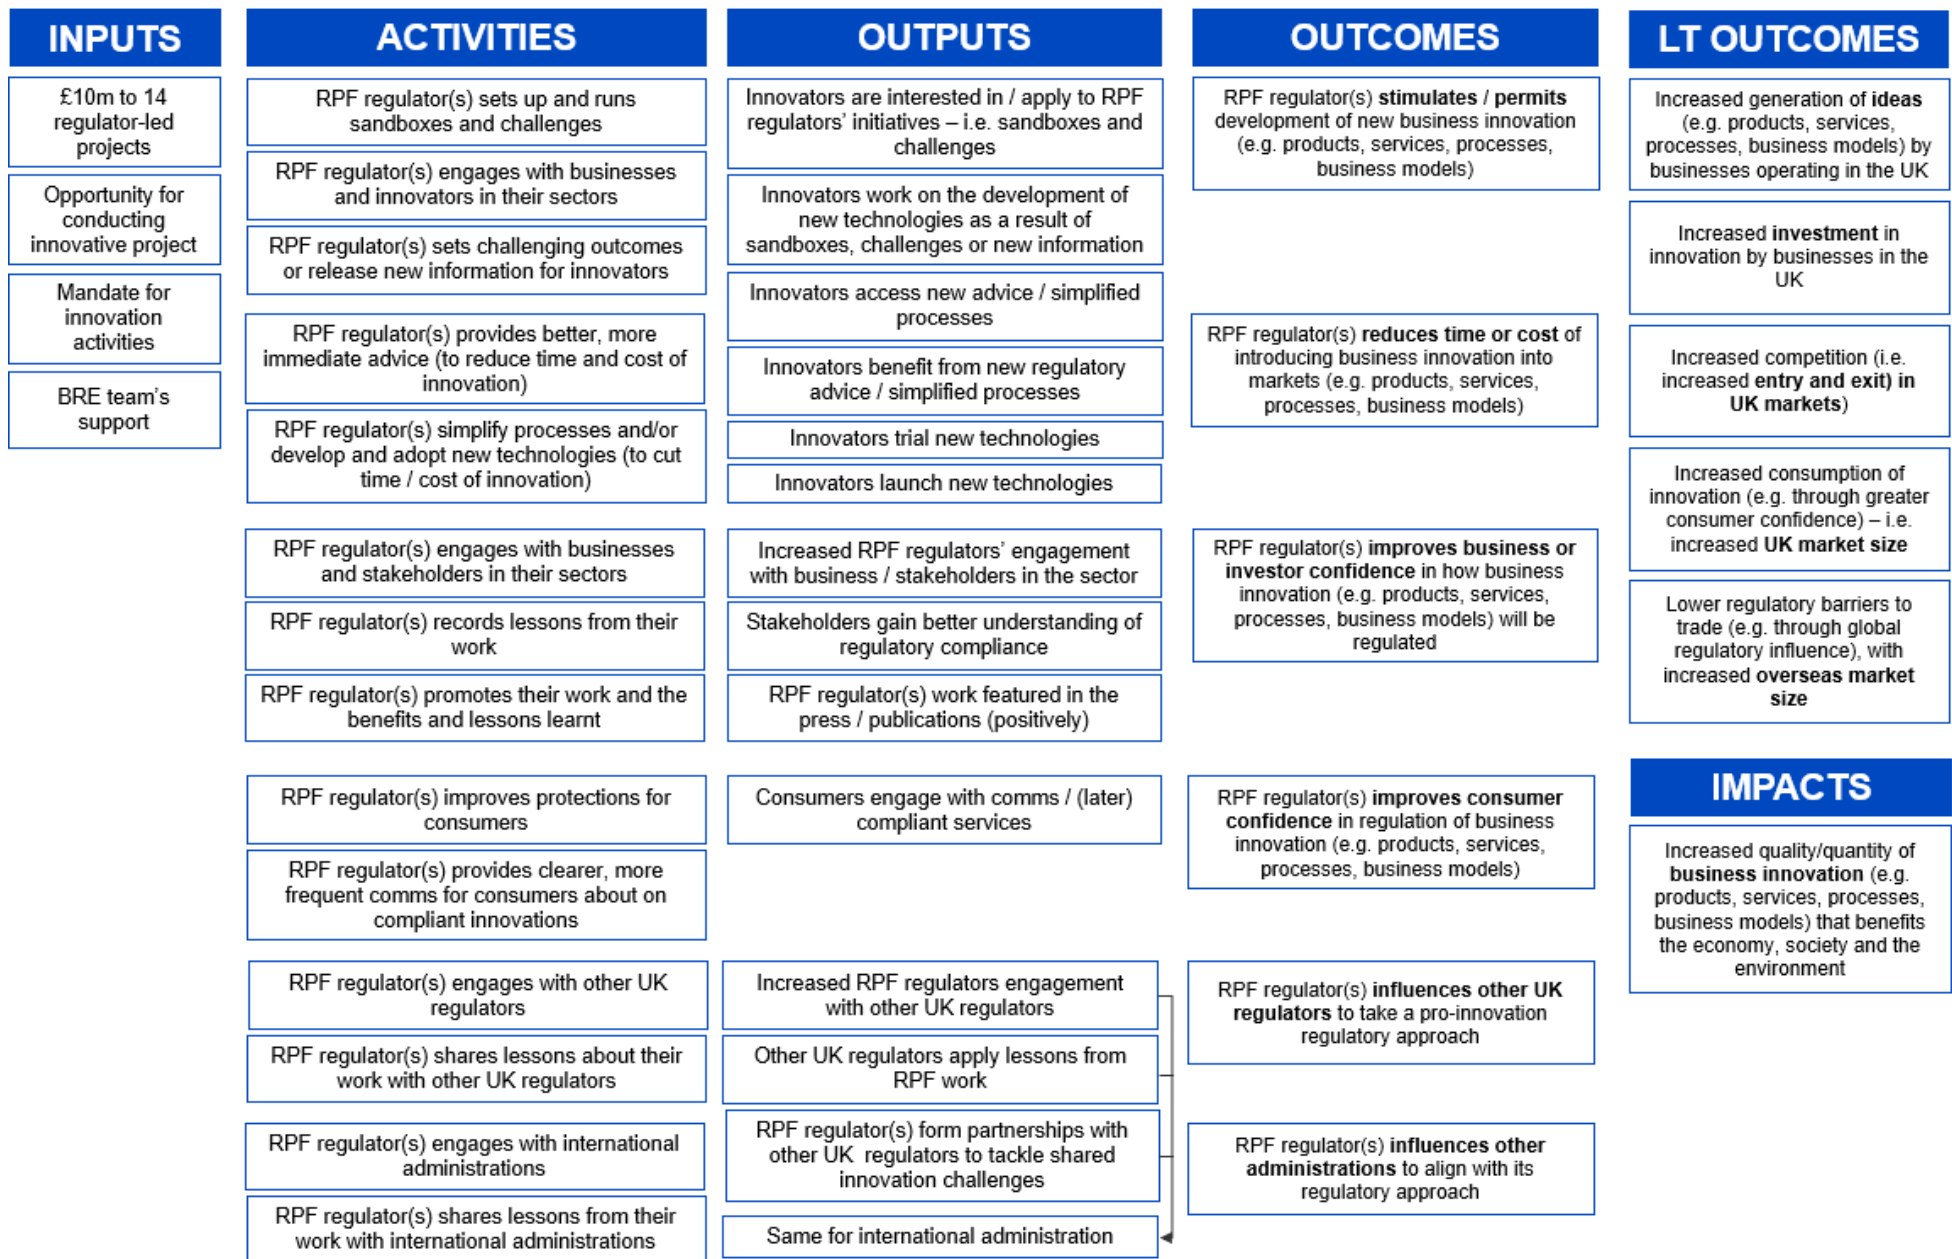 INPUTS
£10m to 14
regulator-led
projects
Opportunity for
conducting
innovative project
Mandate for
innovation
activities
BRE team's
support
ACTIVITIES
RPF regulator(s) sets up and runs
sandboxes and challenges
RPF regulator(s) engages with businesses
and innovators in their sectors
RPF regulator(s) sets challenging outcomes
or release new information for innovators
RPF regulator(s) provides better, more
immediate advice (to reduce time and cost of
innovation)
RPF regulator(s) simplify processes and/or
develop and adopt new technologies (to cut
time / cost of innovation)
RPF regulator(s) engages with businesses
and stakeholders in their sectors
RPF regulator(s) records lessons from their
work
RPF regulator(s) promotes their work and the
benefits and lessons learnt
RPF regulator(s) improves protections for
consumers
RPF regulator(s) provides clearer, more
frequent comms for consumers about on
compliant innovations
RPF regulator(s) engages with other UK
regulators
RPF regulator(s) shares lessons about their
work with other UK regulators
RPF regulator(s) engages with international
administrations
RPF regulator(s) shares lessons from their
work with international administrations
OUTPUTS
Innovators are interested in / apply to RPF
regulators' initiatives – i.e. sandboxes and
challenges
Innovators work on the development of
new technologies as a result of
sandboxes, challenges or new information
Innovators access new advice / simplified
processes
Innovators benefit from new regulatory
advice / simplified processes
Innovators trial new technologies
Innovators launch new technologies
Increased RPF regulators' engagement
with business / stakeholders in the sector
Stakeholders gain better understanding of
regulatory compliance
RPF regulator(s) work featured in the
press / publications (positively)
Consumers engage with comms / (later)
compliant services
Increased RPF regulators engagement
with other UK regulators
Other UK regulators apply lessons from
RPF work
RPF regulator(s) form partnerships with
other UK regulators to tackle shared
innovation challenges
Same for international administration
OUTCOMES
RPF regulator(s) stimulates / permits
development of new business innovation
(e.g. products, services, processes,
business models)
RPF regulator(s) reduces time or cost of
introducing business innovation into
markets (e.g. products, services,
processes, business models)
RPF regulator(s) improves business or
investor confidence in how business
innovation (e.g. products, services,
processes, business models) will be
regulated
RPF regulator(s) improves consumer
confidence in regulation of business
innovation (e.g. products, services,
processes, business models)
RPF regulator(s) influences other UK
regulators to take a pro-innovation
regulatory approach
RPF regulator(s) influences other
administrations to align with its
regulatory approach
LT OUTCOMES
Increased generation of ideas
(e.g. products, services,
processes, business models) by
businesses operating in the UK
Increased investment in
innovation by businesses in the
UK
Increased competition (i.e.
increased entry and exit) in
UK markets)
Increased consumption of
innovation (e.g. through greater
consumer confidence) – i.e.
increased UK market size
Lower regulatory barriers to
trade (e.g. through global
regulatory influence), with
increased overseas market
size
IMPACTS
Increased quality/quantity of
business innovation (e.g.
products, services, processes,
business models) that benefits
the economy, society and the
environment